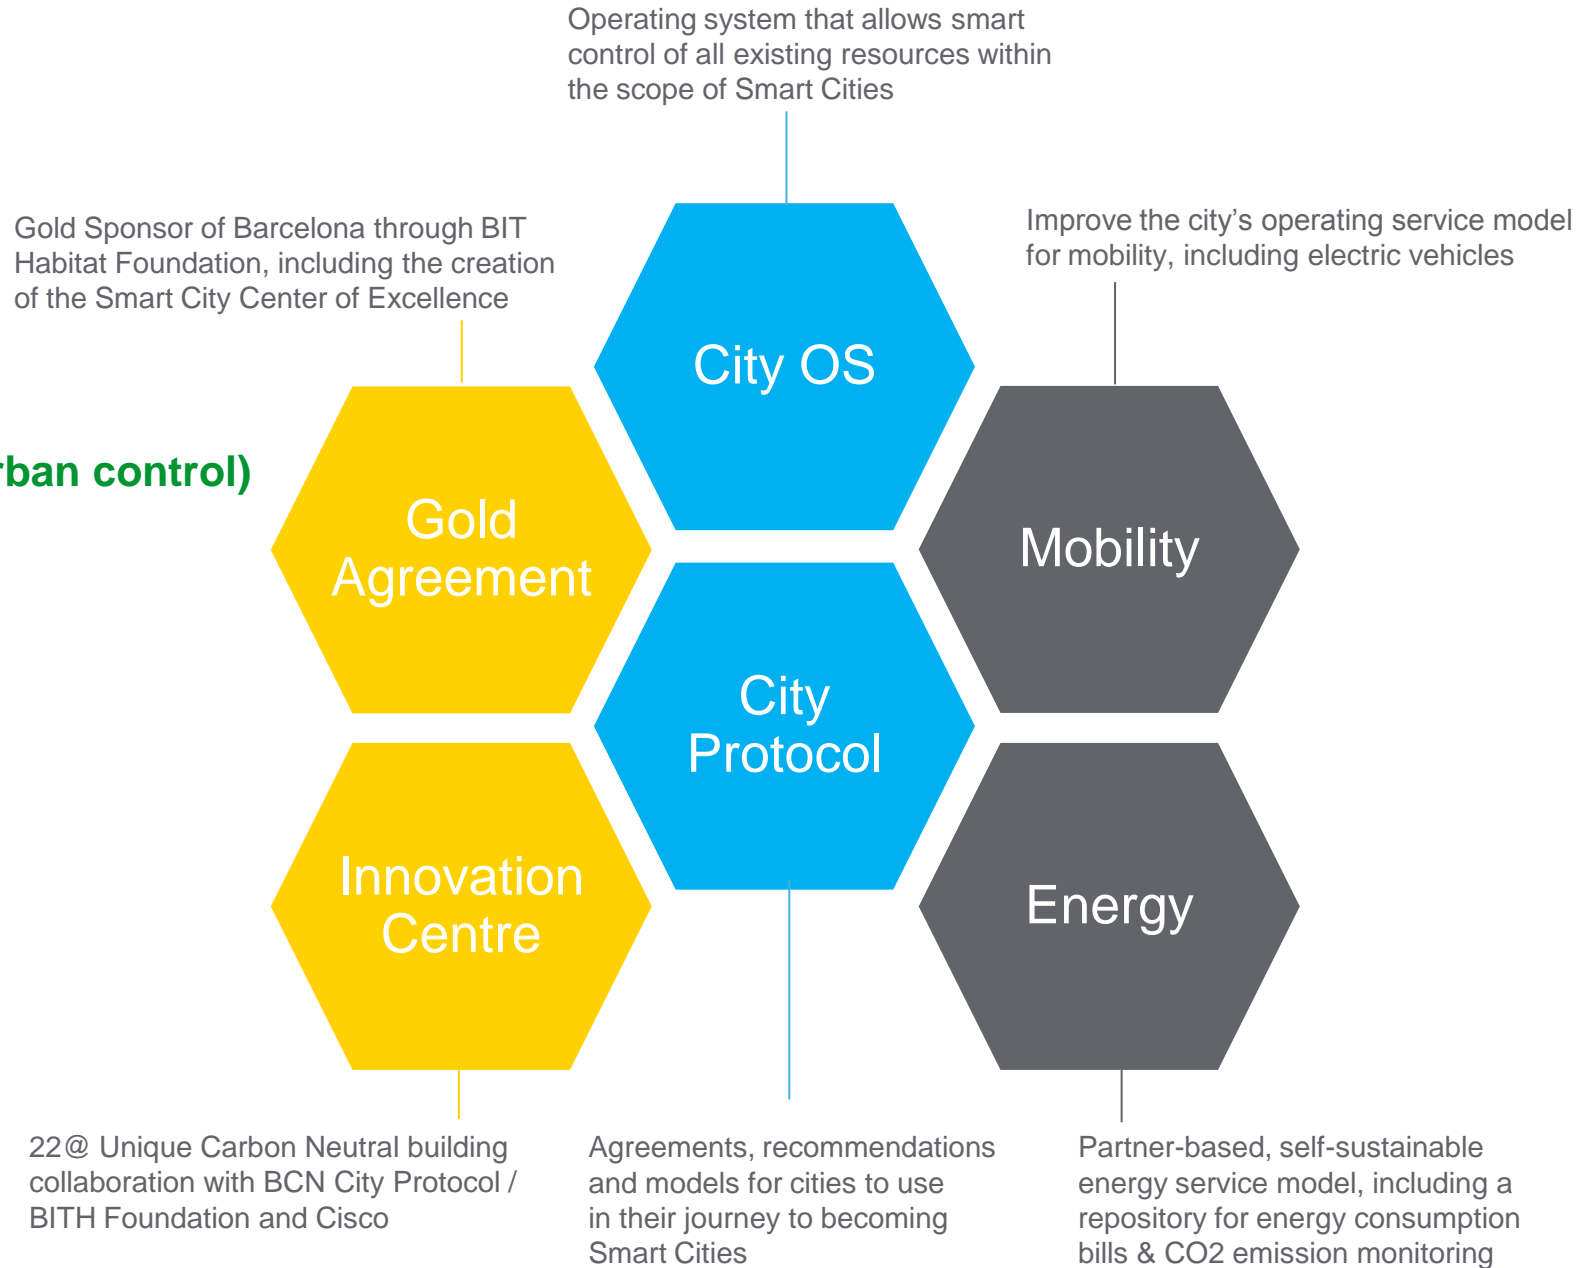 Operating system that allows smart
control of all existing resources within
the scope of Smart Cities
Gold Sponsor of Barcelona through BIT
Habitat Foundation, including the creation
of the Smart City Center of Excellence
Improve the city’s operating service model
for mobility, including electric vehicles
City OS
rban control)
Gold
Agreement
Mobility
City
Protocol
Innovation
Centre
Energy
22@ Unique Carbon Neutral building
collaboration with BCN City Protocol /
BITH Foundation and Cisco
Agreements, recommendations
and models for cities to use
in their journey to becoming
Smart Cities
Partner-based, self-sustainable
energy service model, including a
repository for energy consumption
bills & CO2 emission monitoring